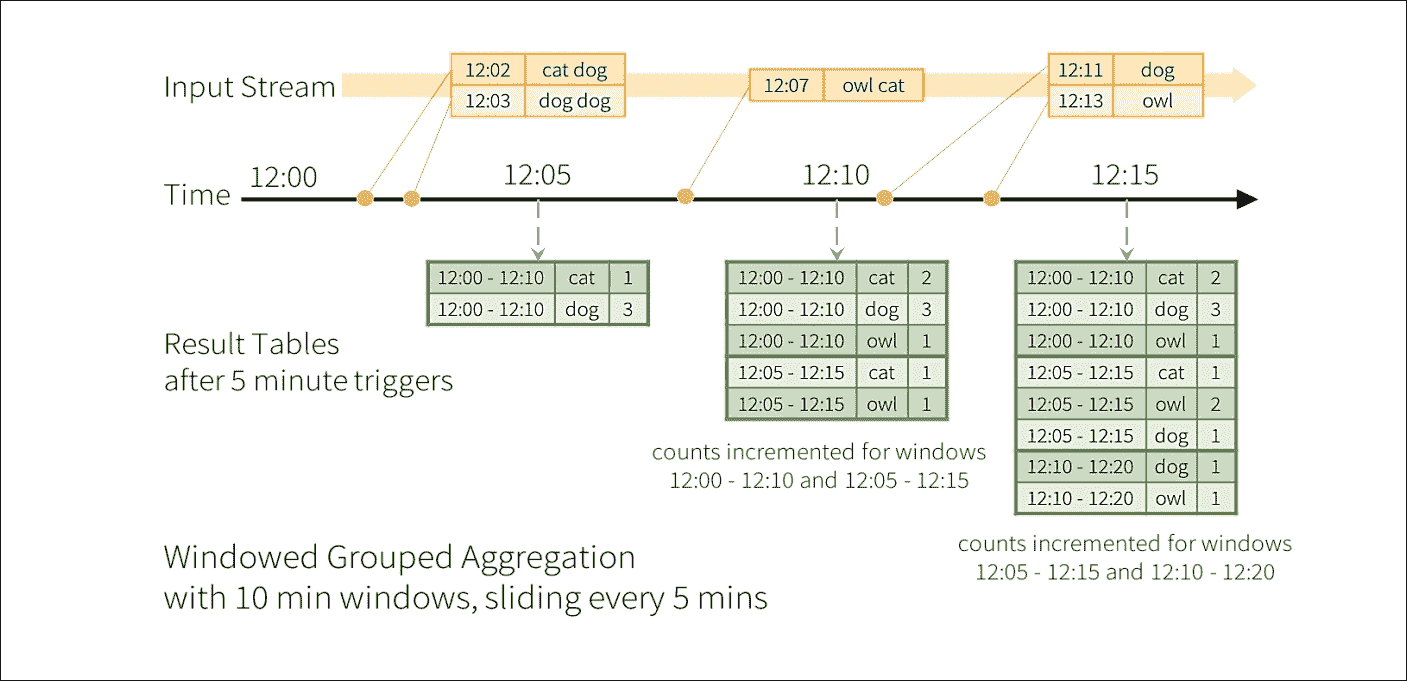 Input Stream
12:02 cat dog
12:03 dog dog
12:07 owl cat
12:11 dog
12:13 owl
Time
12:00 12:05 12:10 12:15
12:00 - 12:10 cat 1
12:00 - 12:10 dog 3
12:00 - 12:10 cat 2
12:00 - 12:10 dog 3
12:00 - 12:10 owl 1
12:05 - 12:15 cat 1
12:05 - 12:15 owl 1
12:00 - 12:10 cat 2
12:00 - 12:10 dog 3
12:00 - 12:10 owl 1
12:05 - 12:15 cat 1
12:05 - 12:15 owl 2
12:05 - 12:15 dog 1
12:10 - 12:20 dog 1
12:10 - 12:20 owl 1
Result Tables
after 5 minute triggers
counts incremented for windows
12:00 - 12:10 and 12:05 - 12:15
counts incremented for windows
12:05 - 12:15 and 12:10 - 12:20
Windowed Grouped Aggregation
with 10 min windows, sliding every 5 mins